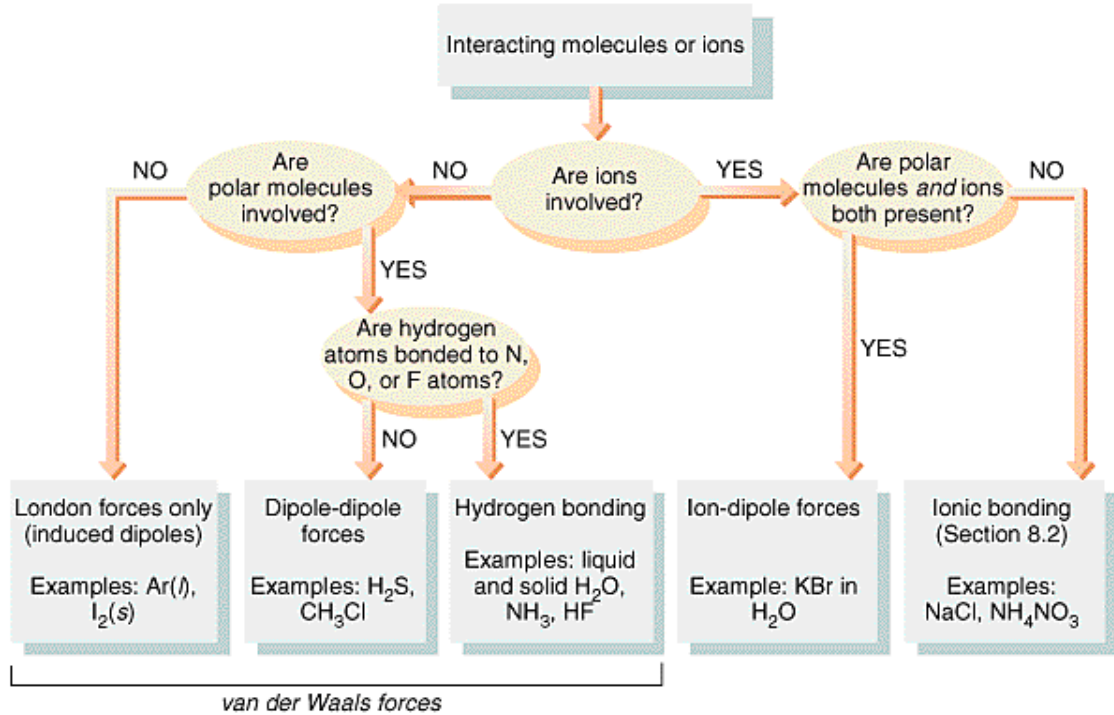 Interacting molecules or ions
NO
Are
polar molecules
involved?
NO
Are ions
involved?
YES
Are polar
molecules and ions
both present?
NO
YES
Are hydrogen
atoms bonded to N,
O, or F atoms?
YES
NO
YES
London forces only
(induced dipoles)
Examples: Ar(l),
I₂(s)
Dipole-dipole
forces
Examples: H₂S,
CH₃Cl
Hydrogen bonding
Examples: liquid
and solid H₂O,
NH₃, HF
Ion-dipole forces
Example: KBr in
H₂O
Ionic bonding
(Section 8.2)
Examples:
NaCl, NH₄NO₃
van der Waals forces